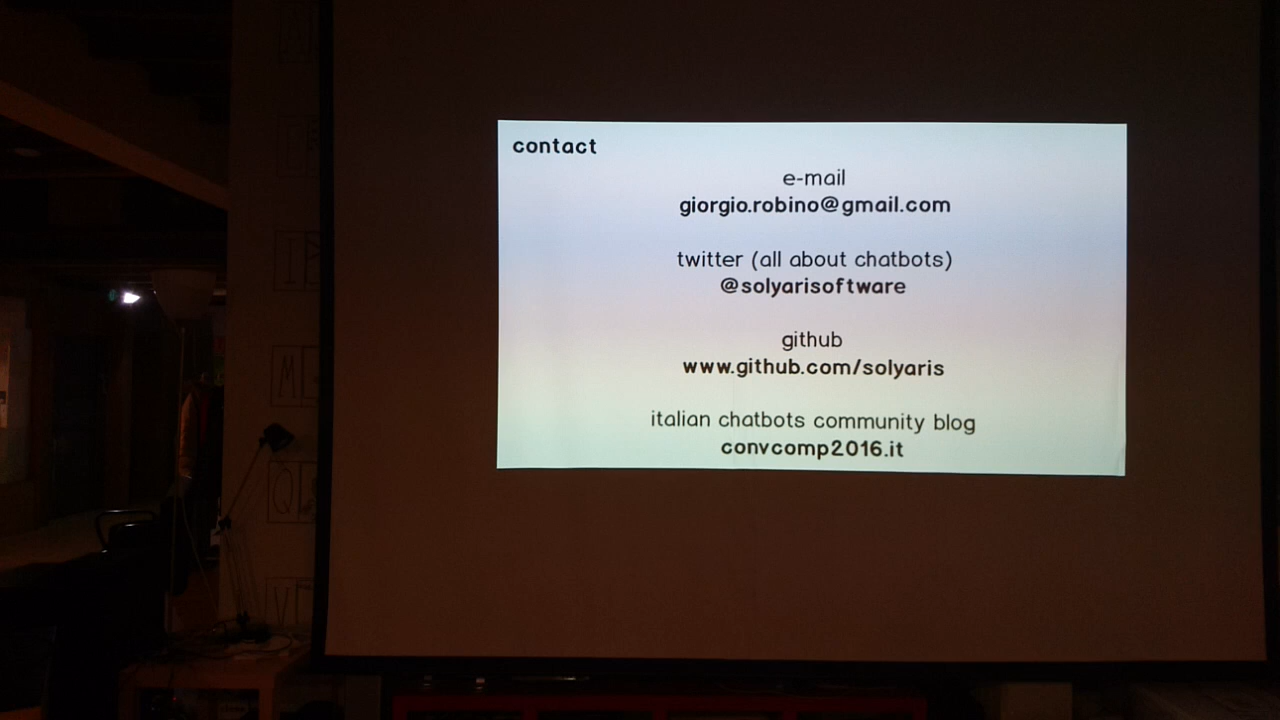 contact
e-mail
giorgio.robino@gmail.com
twitter (all about chatbots)
@solyarisoftware
github
www.github.com/solyaris
italian chatbots community blog
convcomp2016.it